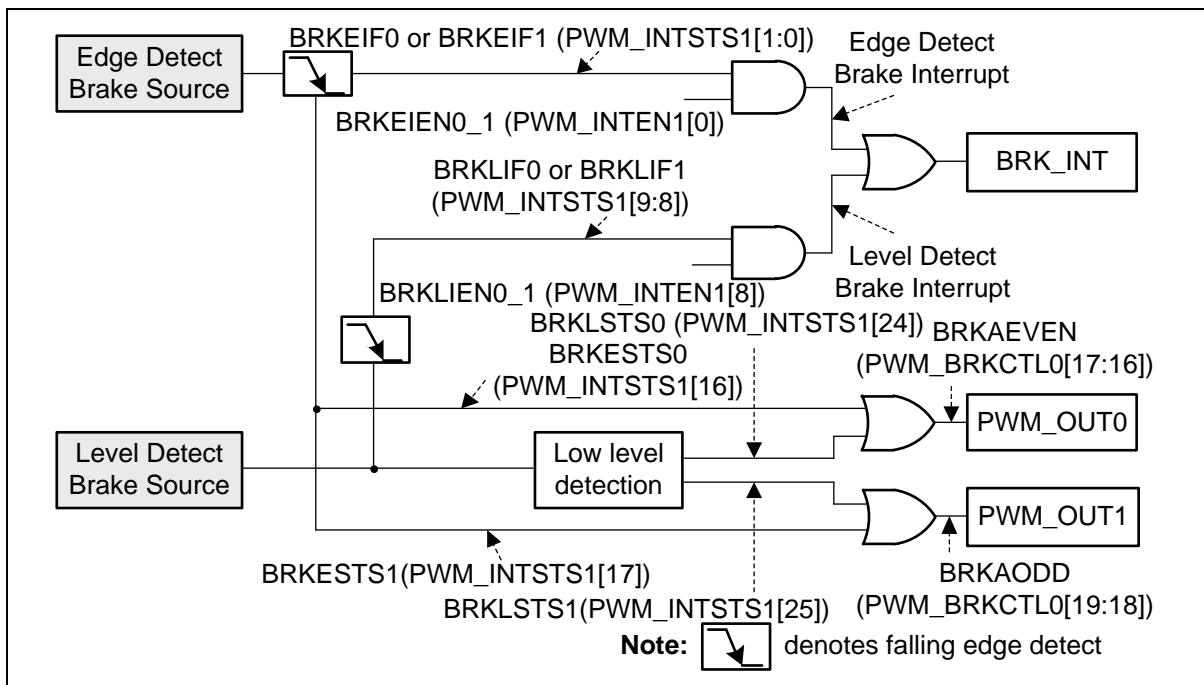 BRKEIF0 or BRKEIF1 (PWM_INTSTS1[1:0])
Edge Detect
Brake Source
Edge Detect
Brake Interrupt
BRKEIEN0_1 (PWM_INTEN1[0])
BRK_INT
BRKLIF0 or BRKLIF1
(PWM_INTSTS1[9:8])
Level Detect
Brake Interrupt
BRKLIEN0_1 (PWM_INTEN1[8])
BRKLSTS0 (PWM_INTSTS1[24])
BRKESTS0
(PWM_INTSTS1[16])
BRKAEVEN
(PWM_BRKCTL0[17:16])
PWM_OUT0
Level Detect
Brake Source
Low level
detection
PWM_OUT1
BRKESTS1(PWM_INTSTS1[17])
BRKLSTS1(PWM_INTSTS1[25])
BRKAODD
(PWM_BRKCTL0[19:18])
Note: denotes falling edge detect